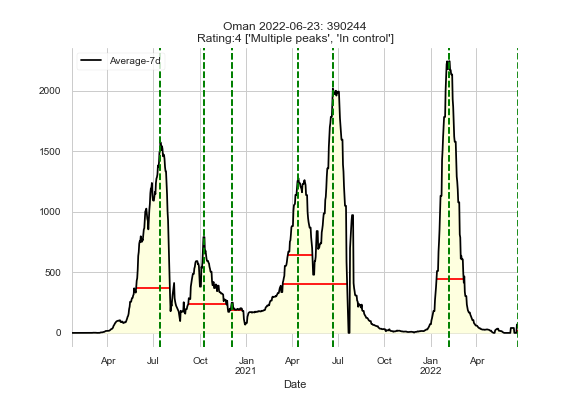 Oman 2022-06-23: 390244
Rating:4 ['Multiple peaks', 'In control']
Average-7d
2000
1500
1000
500
0
Apr Jul Oct Jan Apr Jul Oct Jan Apr
2021 2022
Date